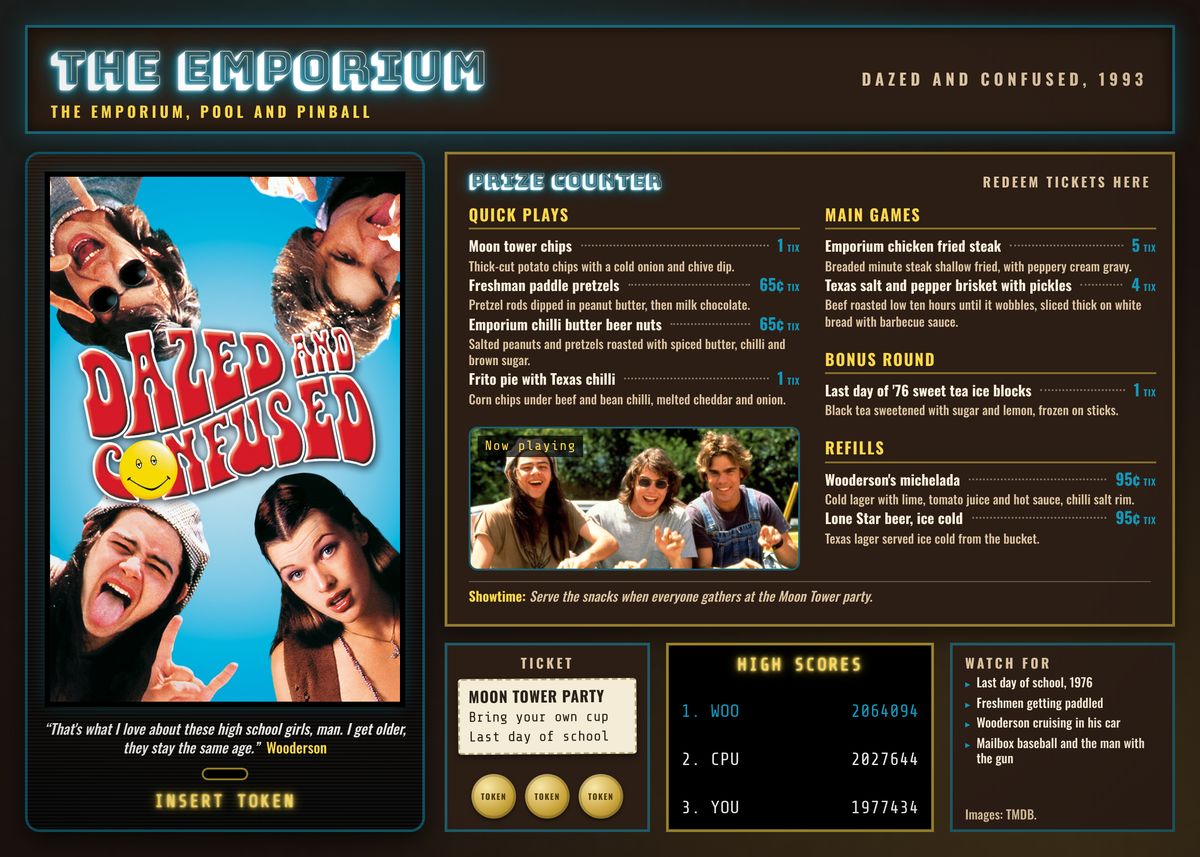 THE EMPORIUM
THE EMPORIUM, POOL AND PINBALL
DAZED AND CONFUSED, 1993
DAZED AND
CONFUSED
“That's what I love about these high school girls, man. I get older,
they stay the same age.” Wooderson
INSERT TOKEN
PRIZE COUNTER
REDEEM TICKETS HERE
QUICK PLAYS
Moon tower chips 1 TIX
Thick-cut potato chips with a cold onion and chive dip.
Freshman paddle pretzels 65¢ TIX
Pretzel rods dipped in peanut butter, then milk chocolate.
Emporium chilli butter beer nuts 65¢ TIX
Salted peanuts and pretzels roasted with spiced butter, chilli and
brown sugar.
Frito pie with Texas chilli 1 TIX
Corn chips under beef and bean chilli, melted cheddar and onion.
Now playing
MAIN GAMES
Emporium chicken fried steak 5 TIX
Breaded minute steak shallow fried, with peppery cream gravy.
Texas salt and pepper brisket with pickles 4 TIX
Beef roasted low ten hours until it wobbles, sliced thick on white
bread with barbecue sauce.
BONUS ROUND
Last day of '76 sweet tea ice blocks 1 TIX
Black tea sweetened with sugar and lemon, frozen on sticks.
REFILLS
Wooderson's michelada 95¢ TIX
Cold lager with lime, tomato juice and hot sauce, chilli salt rim.
Lone Star beer, ice cold 95¢ TIX
Texas lager served ice cold from the bucket.
Showtime: Serve the snacks when everyone gathers at the Moon Tower party.
TICKET
MOON TOWER PARTY
Bring your own cup
Last day of school
TOKEN TOKEN TOKEN
HIGH SCORES
1. WOO 2064094
2. CPU 2027644
3. YOU 1977434
WATCH FOR
▸ Last day of school, 1976
▸ Freshmen getting paddled
▸ Wooderson cruising in his car
▸ Mailbox baseball and the man with
the gun
Images: TMDB.